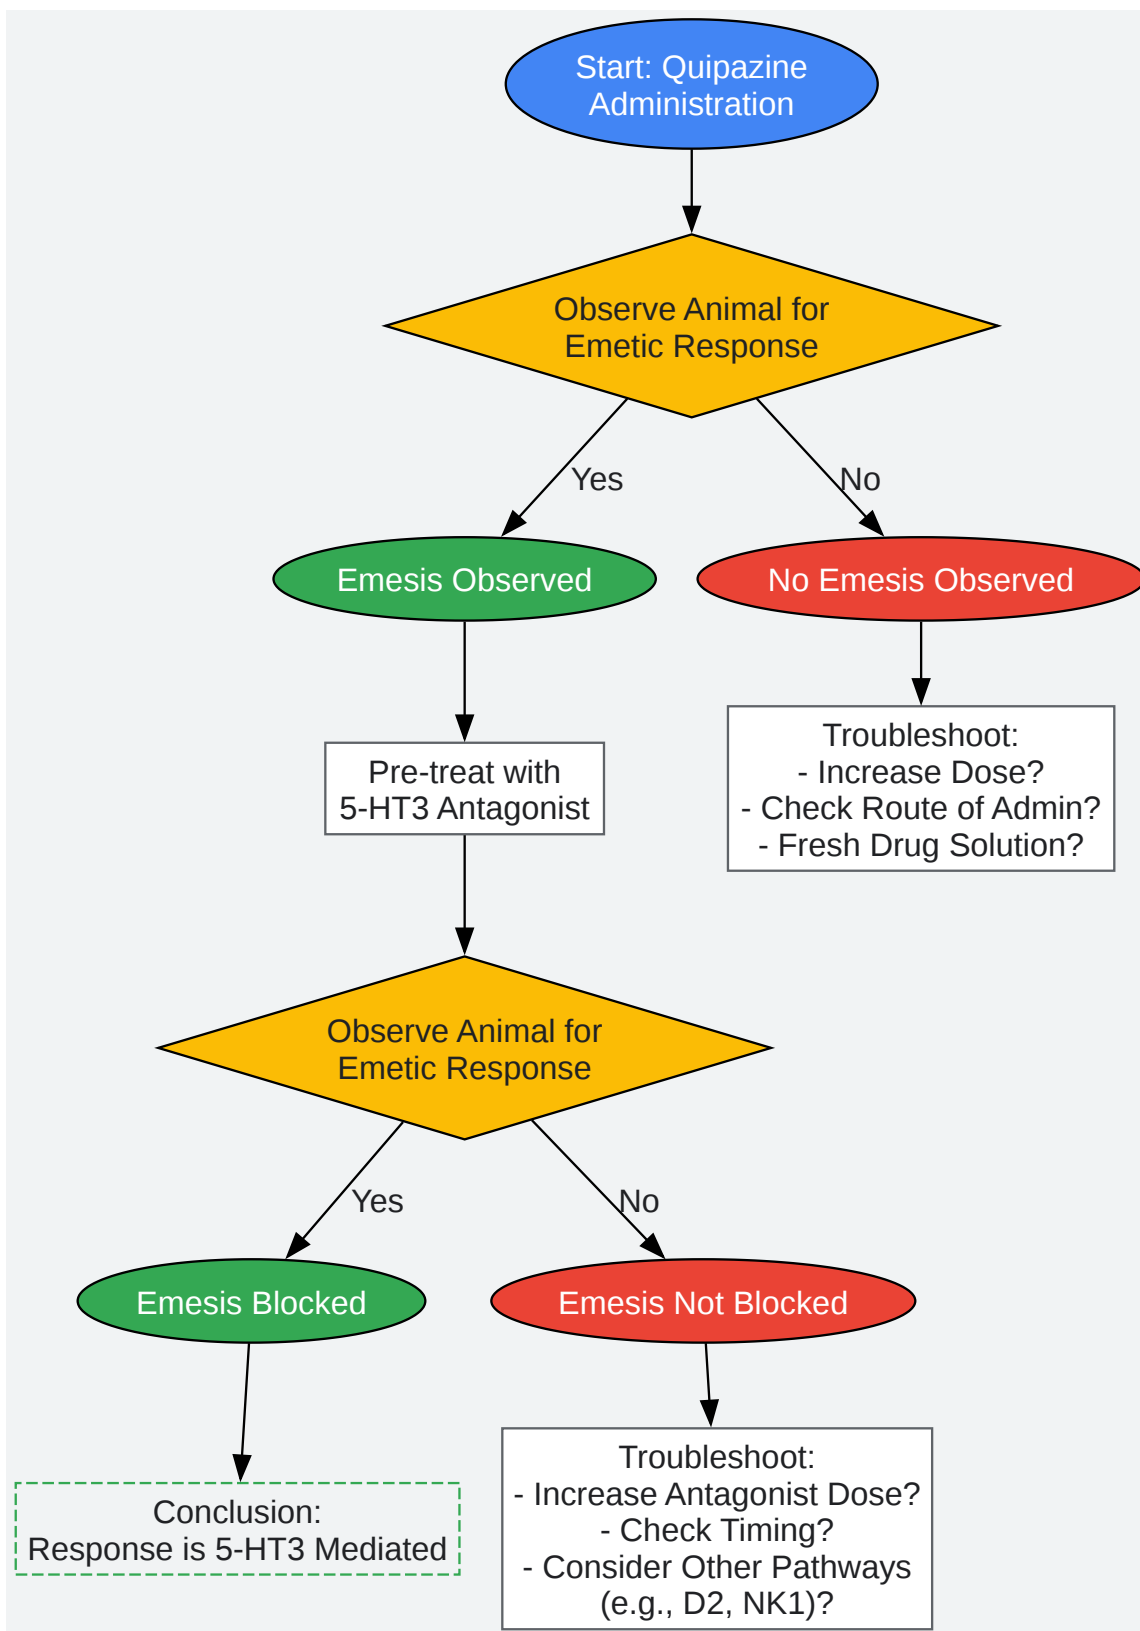 Start: Quipazine
Administration
Observe Animal for
Emetic Response
Yes
No
Emesis Observed
No Emesis Observed
Pre-treat with
5-HT3 Antagonist
Troubleshoot:
- Increase Dose?
- Check Route of Admin?
- Fresh Drug Solution?
Observe Animal for
Emetic Response
Yes
No
Emesis Blocked
Emesis Not Blocked
Conclusion:
Response is 5-HT3 Mediated
Troubleshoot:
- Increase Antagonist Dose?
- Check Timing?
- Consider Other Pathways
(e.g., D2, NK1)?